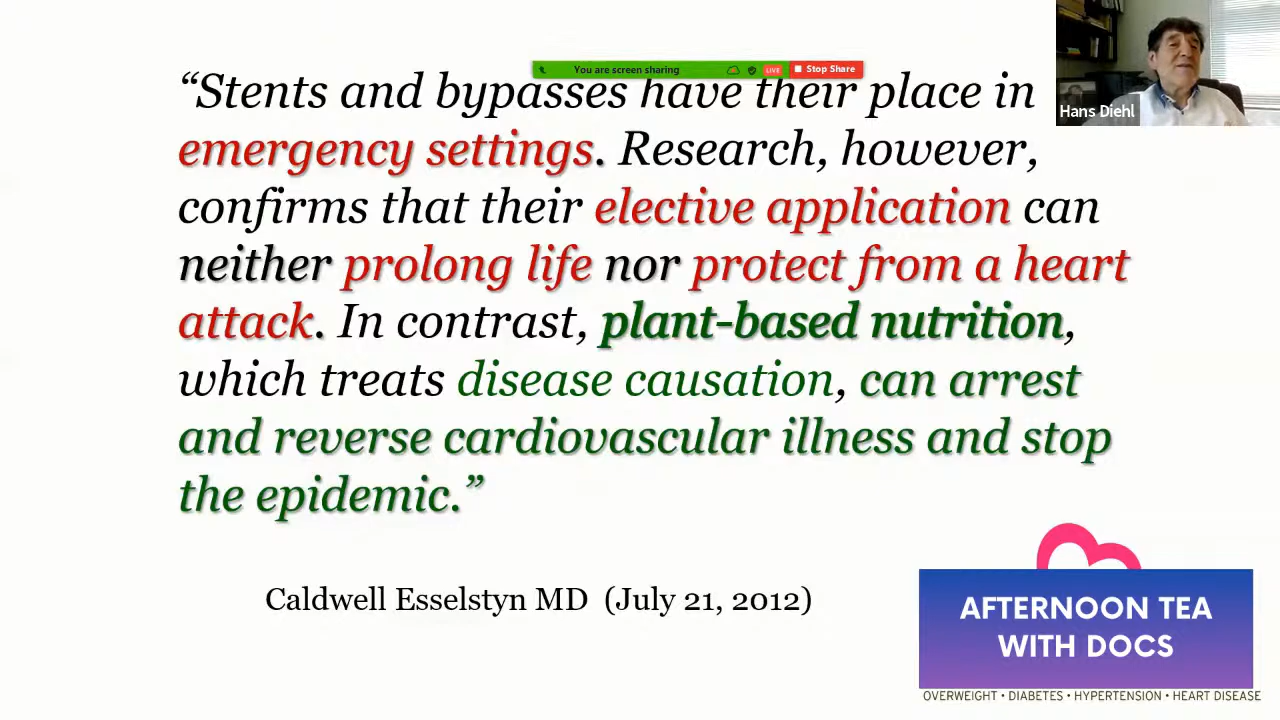 You are screen sharing
LIVE
Stop Share
Hans Diehl
“Stents and bypasses have their place in
emergency settings. Research, however,
confirms that their elective application can
neither prolong life nor protect from a heart
attack. In contrast, plant-based nutrition,
which treats disease causation, can arrest
and reverse cardiovascular illness and stop
the epidemic.”
Caldwell Esselstyn MD (July 21, 2012)
AFTERNOON TEA
WITH DOCS
OVERWEIGHT • DIABETES • HYPERTENSION • HEART DISEASE